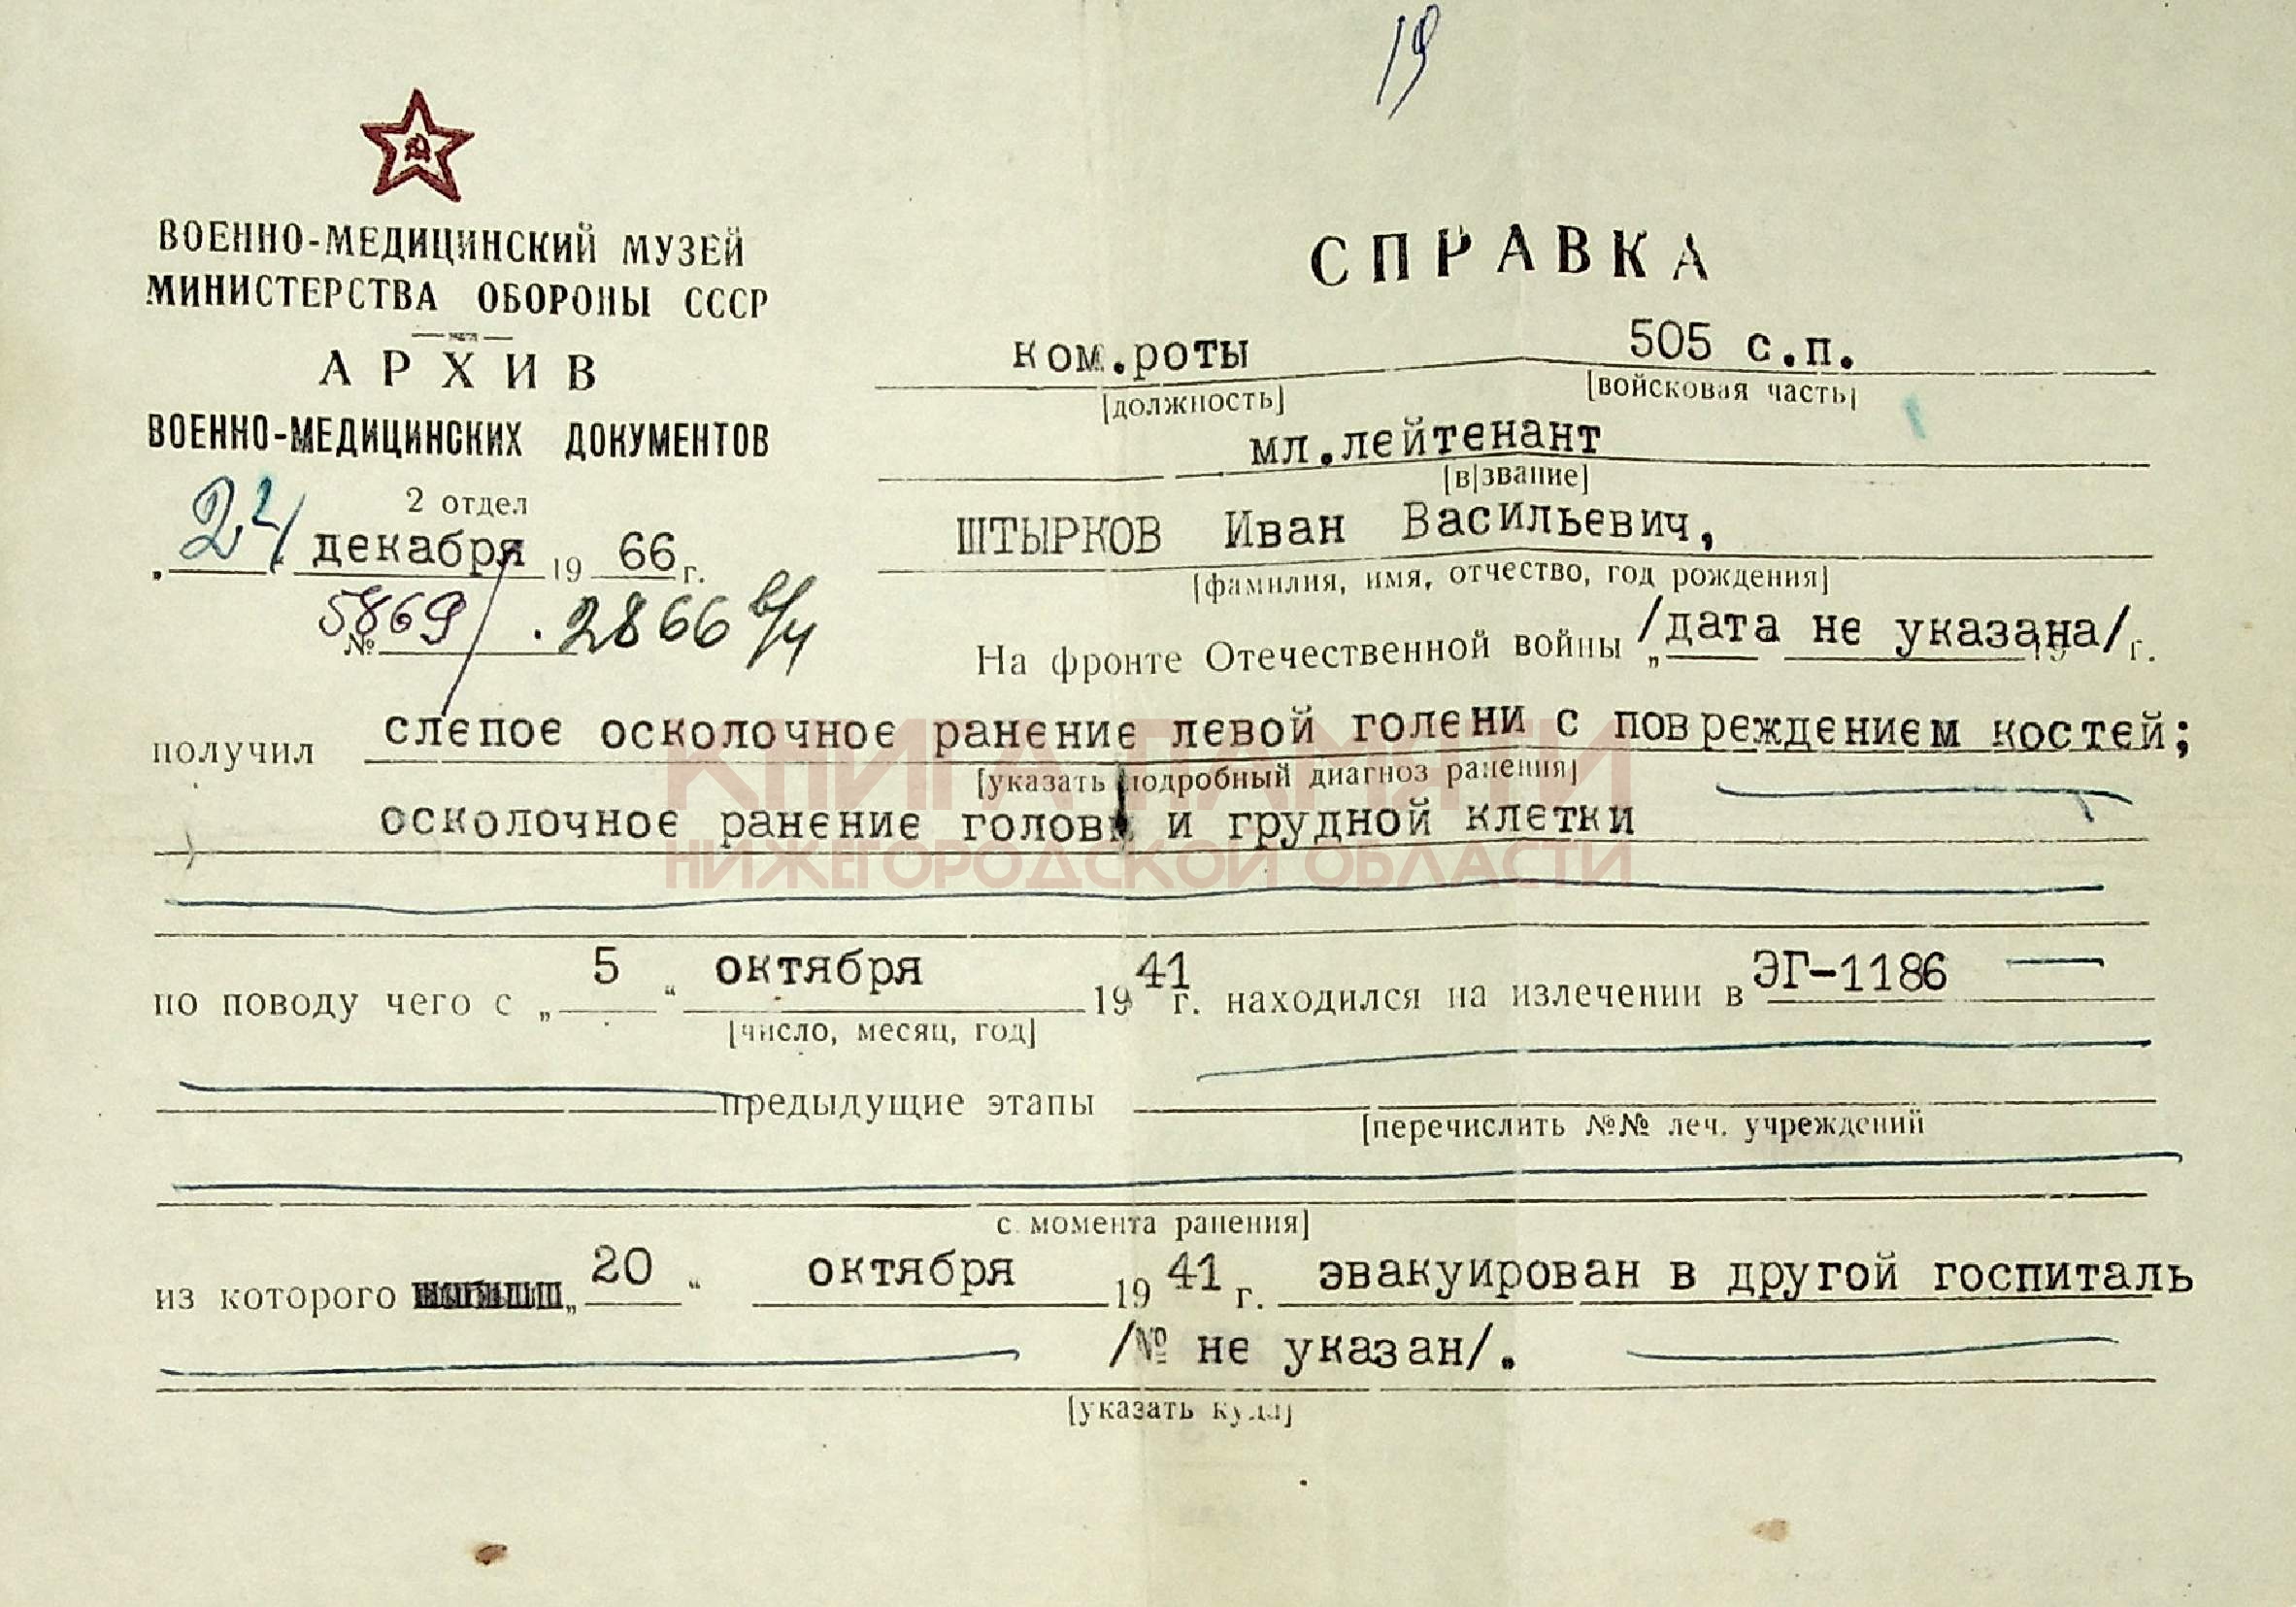 19
ВОЕННО-МЕДИЦИНСКИЙ МУЗЕЙ
МИНИСТЕРСТВА ОБОРОНЫ СССР
АРХИВ
ВОЕННО-МЕДИЦИНСКИХ ДОКУМЕНТОВ
2 отдел
„24 декабря 1966 г.
№ 5869/. 2866
СПРАВКА
ком.роты 505 с.п.
[должность] [войсковая часть]
мл.лейтенант
[в/звание]
ШТЫРКОВ Иван Васильевич,
[фамилия, имя, отчество, год рождения]
На фронте Отечественной войны „/дата не указана/ 19 г.
получил слепое осколочное ранение левой голени с повреждением костей;
[указать подробный диагноз ранения]
осколочное ранение головы и грудной клетки
КНИГА ПАМЯТИ
НИЖЕГОРОДСКОЙ ОБЛАСТИ
по поводу чего с „5“ октября 1941 г. находился на излечении в ЭГ-1186
[число, месяц, год]
предыдущие этапы
[перечислить №№ леч. учреждений
с момента ранения]
из которого „20“ октября 1941 г. эвакуирован в другой госпиталь
/№ не указан/.
[указать куда]